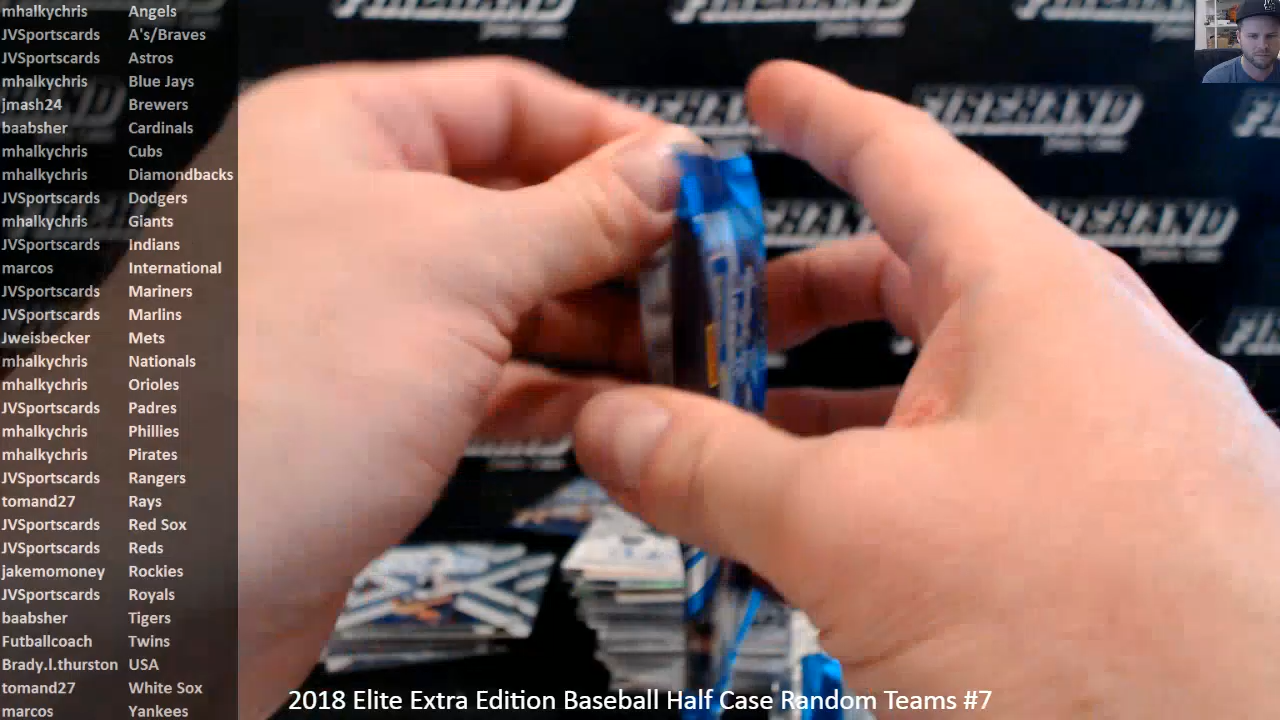 mhalkychris Angels
JVSportscards A's/Braves
JVSportscards Astros
mhalkychris Blue Jays
jmash24 Brewers
baabsher Cardinals
mhalkychris Cubs
mhalkychris Diamondbacks
JVSportscards Dodgers
mhalkychris Giants
JVSportscards Indians
marcos International
JVSportscards Mariners
JVSportscards Marlins
Jweisbecker Mets
mhalkychris Nationals
mhalkychris Orioles
JVSportscards Padres
mhalkychris Phillies
mhalkychris Pirates
JVSportscards Rangers
tomand27 Rays
JVSportscards Red Sox
JVSportscards Reds
jakemomoney Rockies
JVSportscards Royals
baabsher Tigers
Futballcoach Twins
Brady.l.thurston USA
tomand27 White Sox
marcos Yankees
FIREHAND
2018 Elite Extra Edition Baseball Half Case Random Teams #7